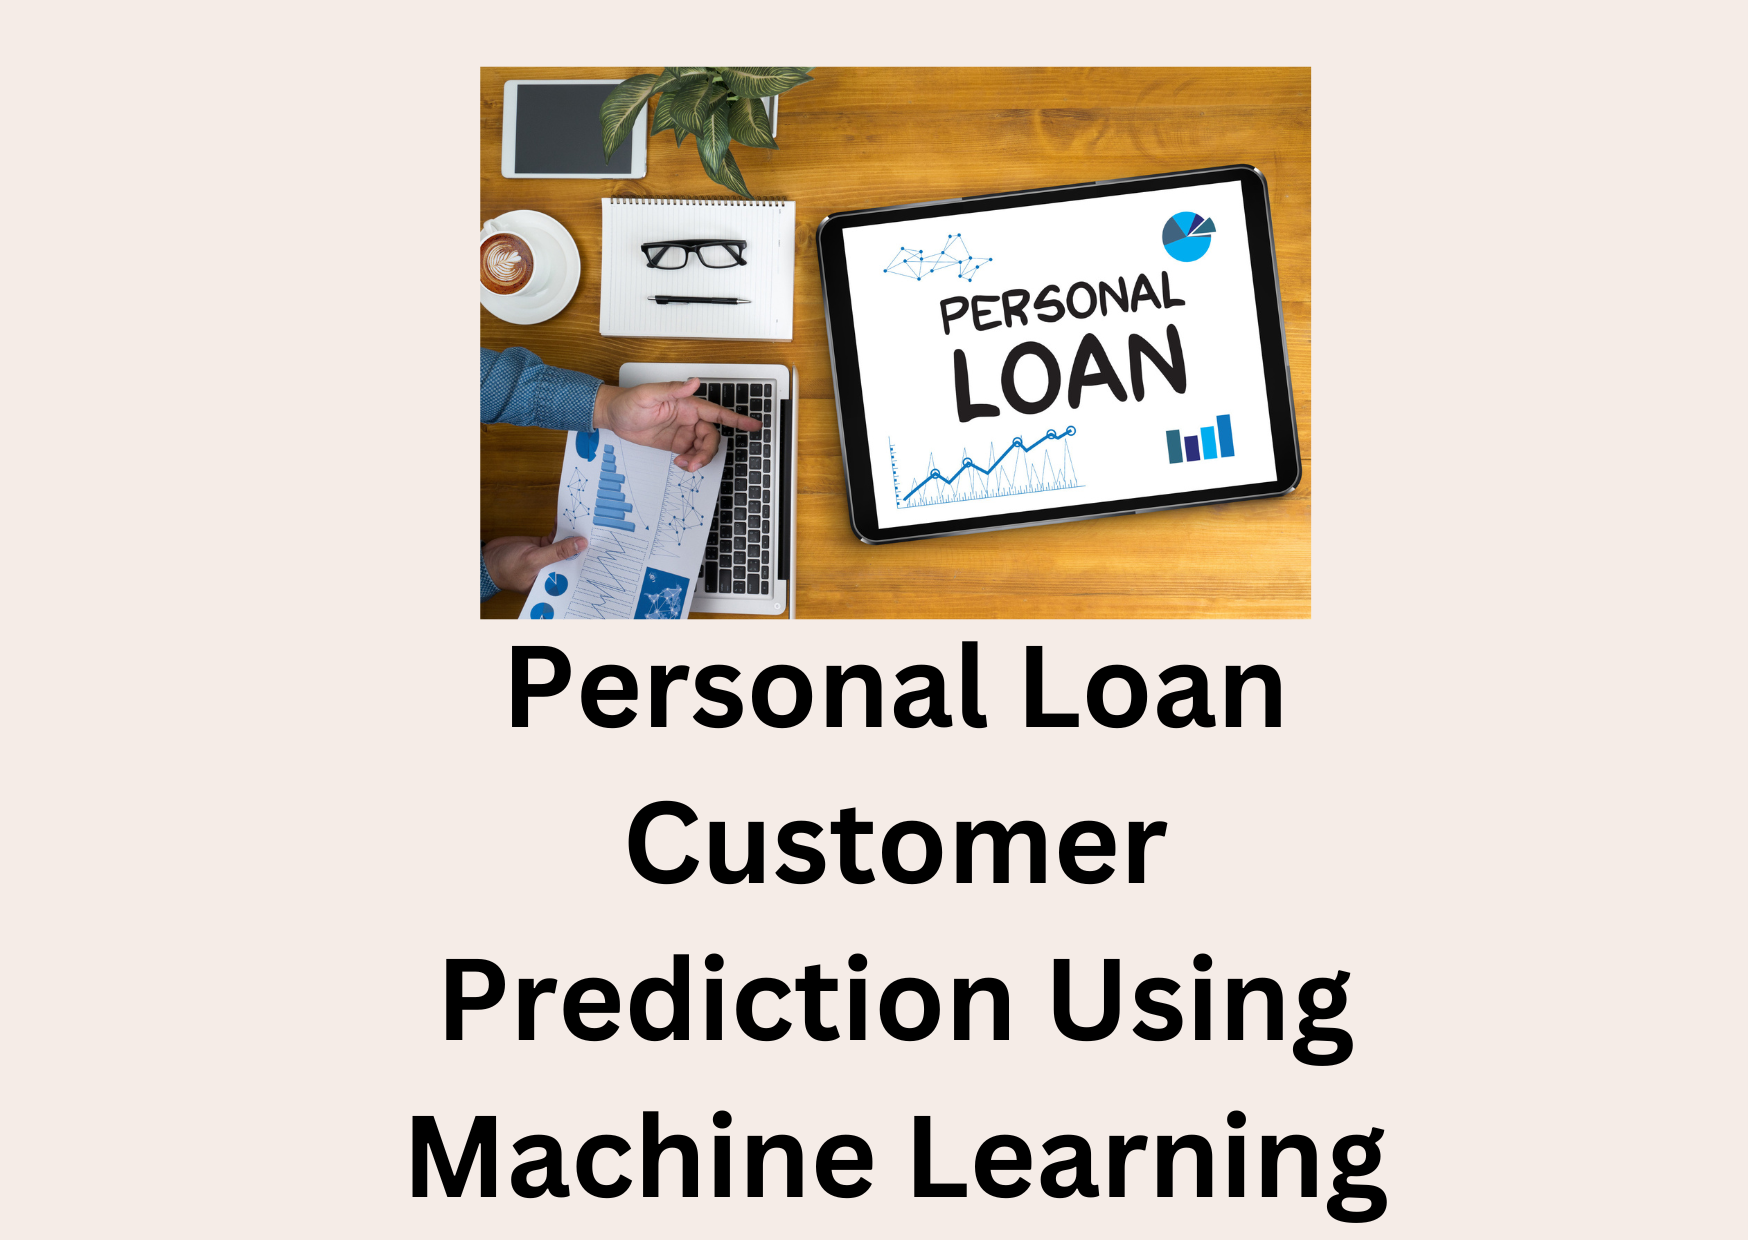 PERSONAL
LOAN
Personal Loan
Customer
Prediction Using
Machine Learning